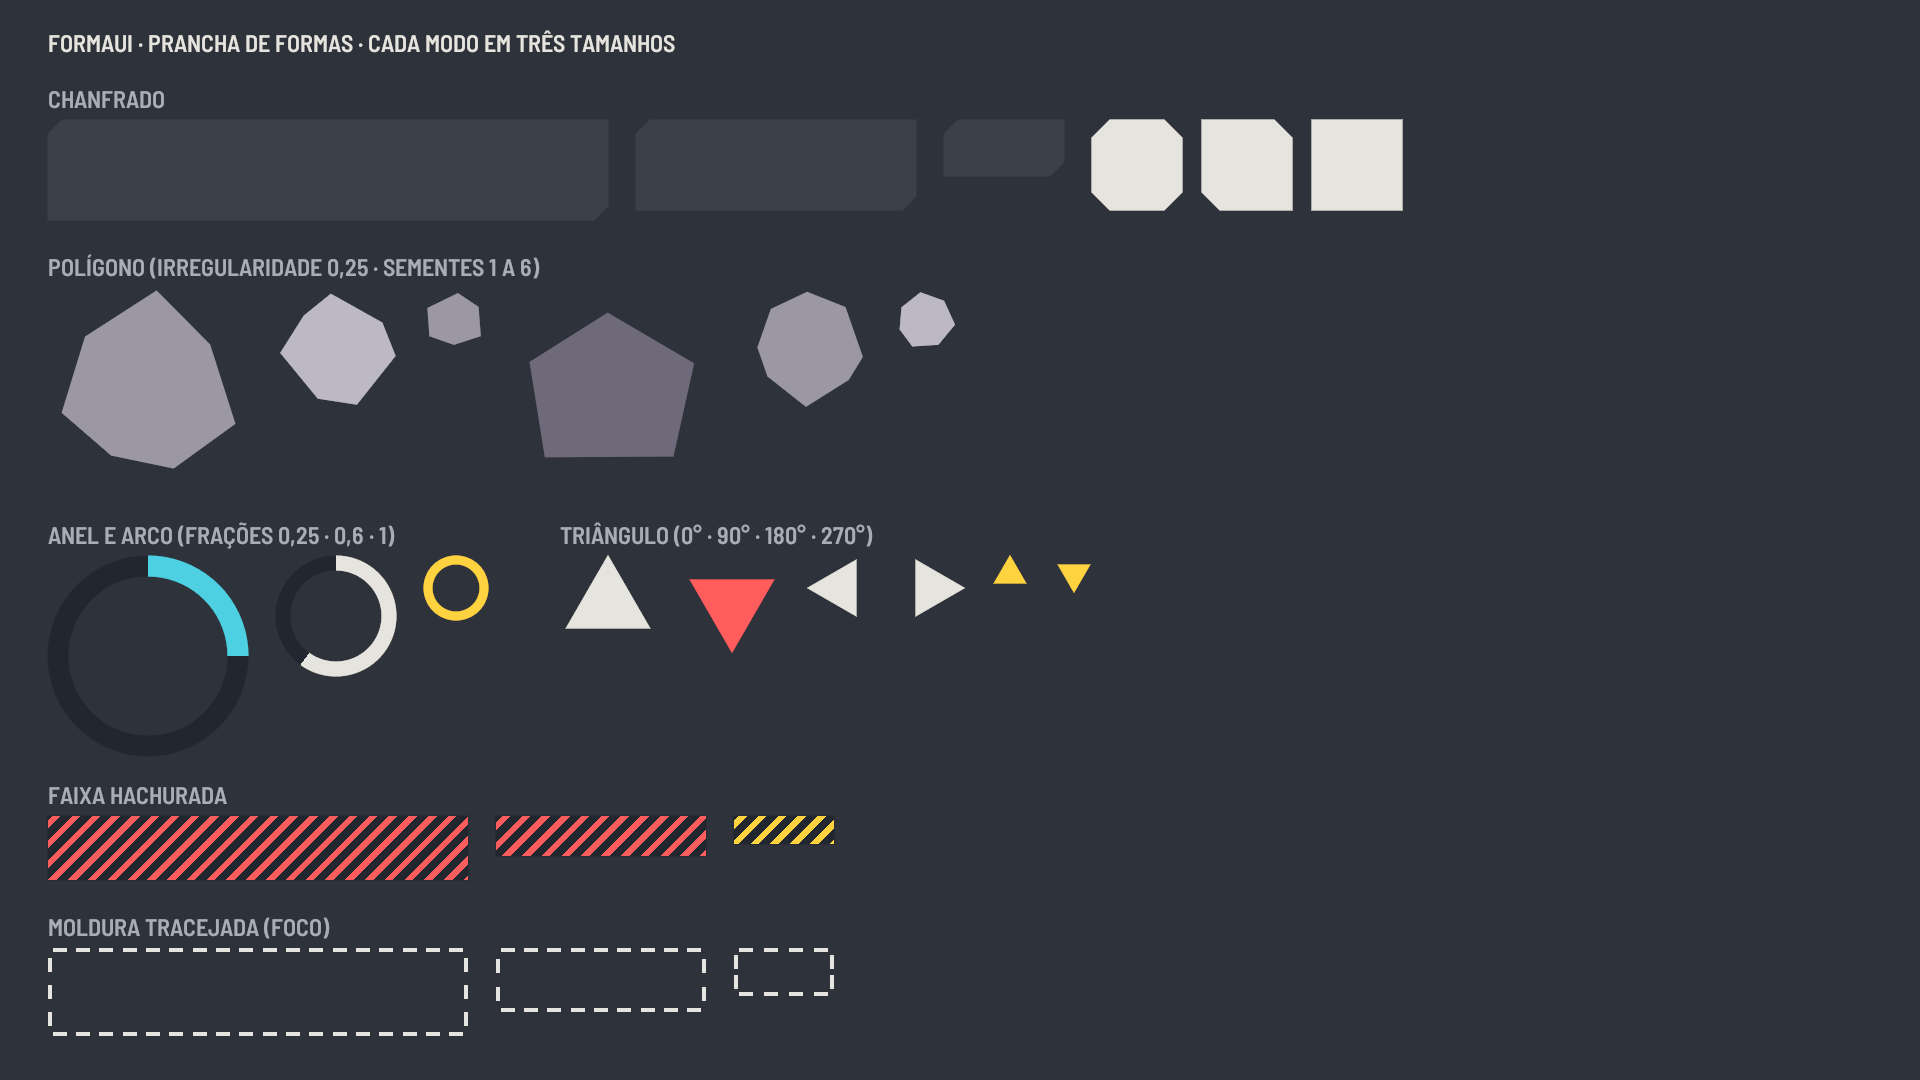 FORMAUI · PRANCHA DE FORMAS · CADA MODO EM TRÊS TAMANHOS
CHANFRADO
POLÍGONO (IRREGULARIDADE 0,25 · SEMENTES 1 A 6)
ANEL E ARCO (FRAÇÕES 0,25 · 0,6 · 1)
TRIÂNGULO (0° · 90° · 180° · 270°)
FAIXA HACHURADA
MOLDURA TRACEJADA (FOCO)